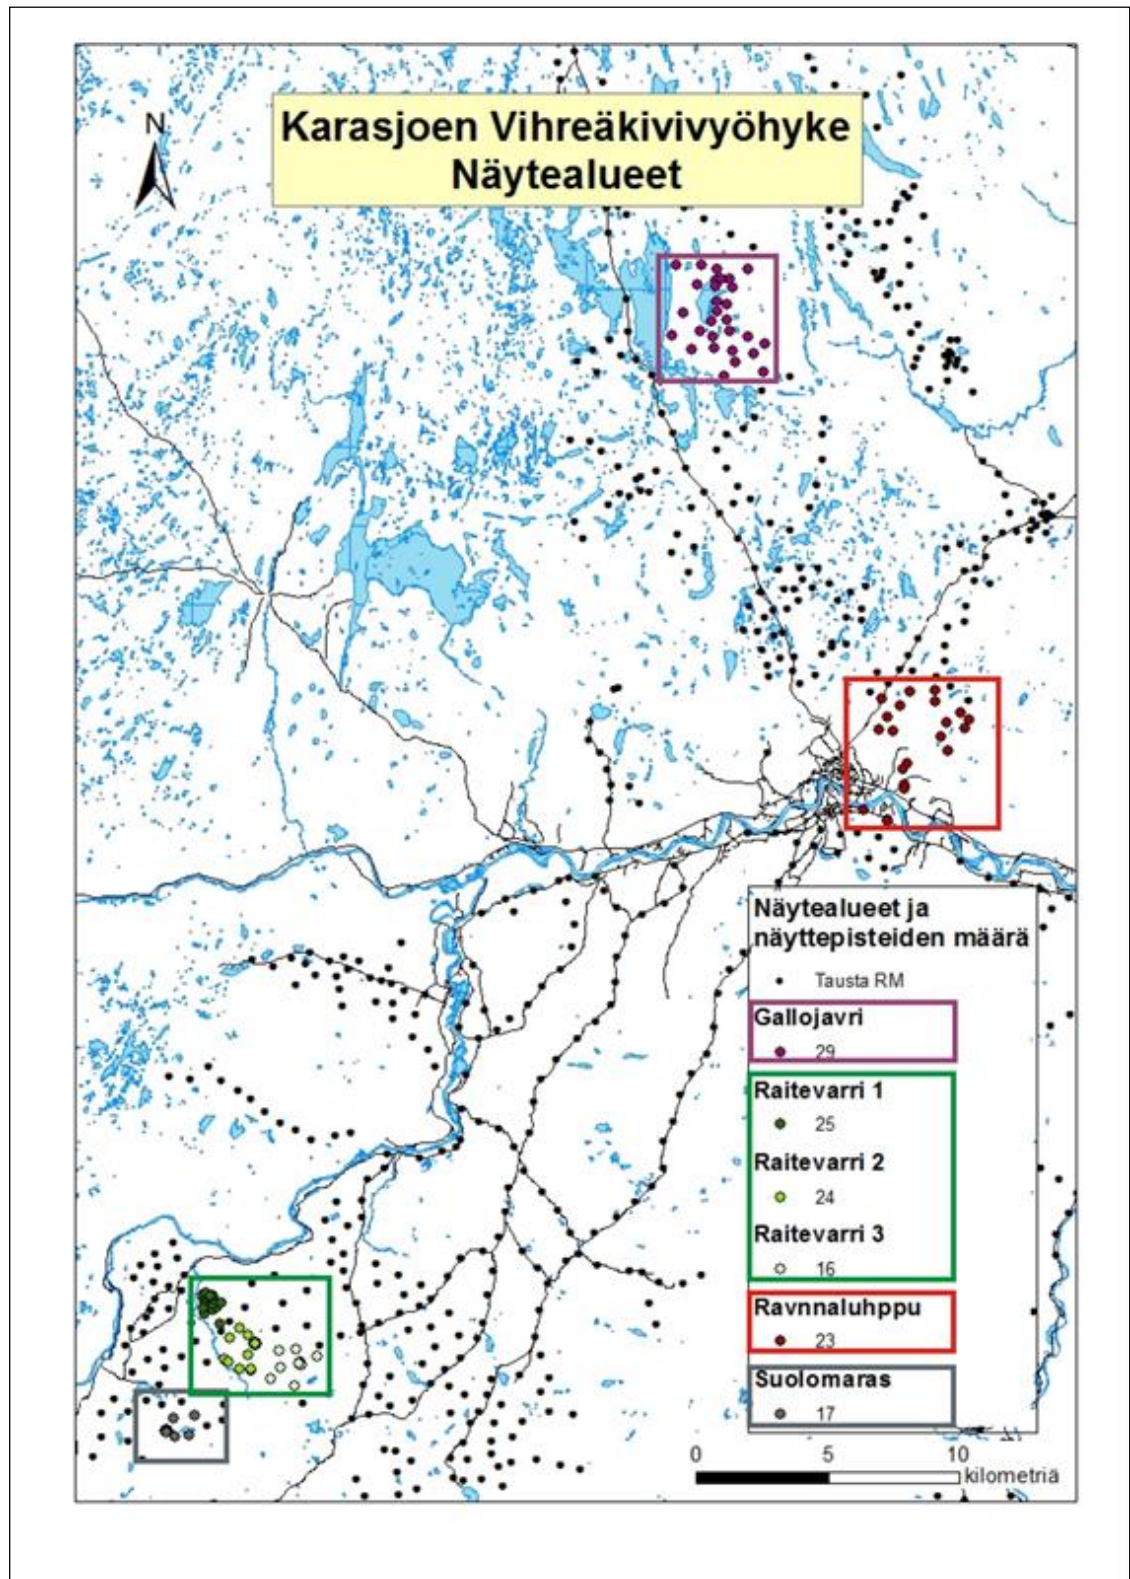 Karasjoen Vihreäkivivyöhyke
Näytealueet
N
Näytealueet ja
näyttepisteiden määrä
Tausta RM
Gallojavri
29
Raitevarri 1
25
Raitevarri 2
24
Raitevarri 3
16
Ravnnaluhppu
23
Suolomaras
17
0 5 10
kilometriä